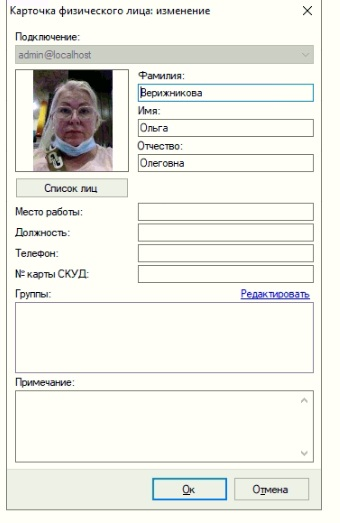 Карточка физического лица: изменение
Подключение:
admin@localhost
Фамилия:
Верижникова
Имя:
Ольга
Отчество:
Олеговна
Список лиц
Место работы:
Должность:
Телефон:
№ карты СКУД:
Группы: Редактировать
Примечание:
Ок Отмена